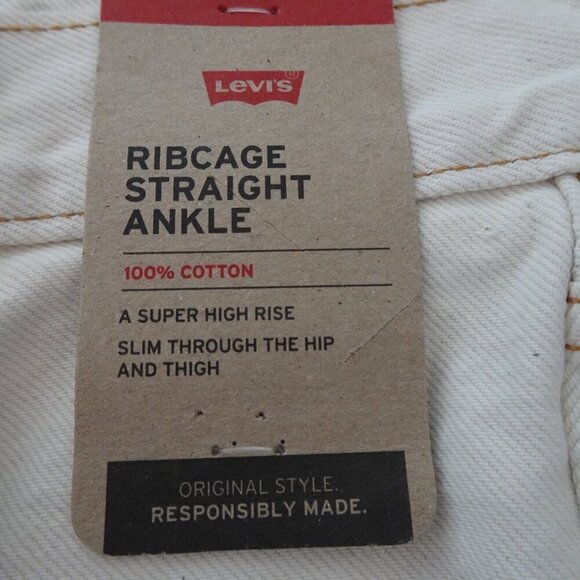 LEVI'S®
RIBCAGE
STRAIGHT
ANKLE
100% COTTON
A SUPER HIGH RISE
SLIM THROUGH THE HIP
AND THIGH
ORIGINAL STYLE.
RESPONSIBLY MADE.